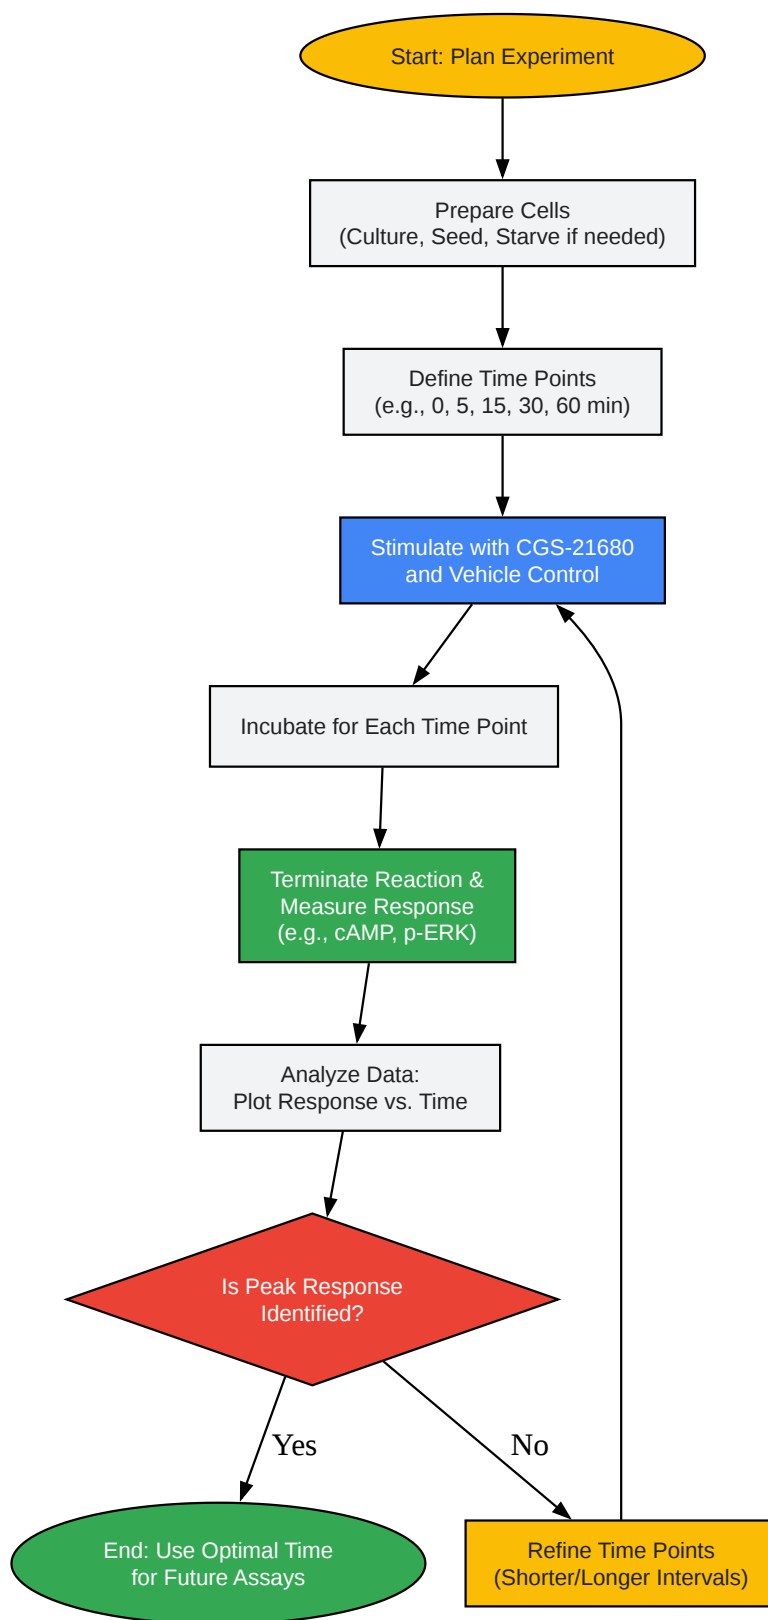 Start: Plan Experiment
Prepare Cells
(Culture, Seed, Starve if needed)
Define Time Points
(e.g., 0, 5, 15, 30, 60 min)
Stimulate with CGS-21680
and Vehicle Control
Incubate for Each Time Point
Terminate Reaction &
Measure Response
(e.g., cAMP, p-ERK)
Analyze Data:
Plot Response vs. Time
Is Peak Response
Identified?
Yes
No
End: Use Optimal Time
for Future Assays
Refine Time Points
(Shorter/Longer Intervals)